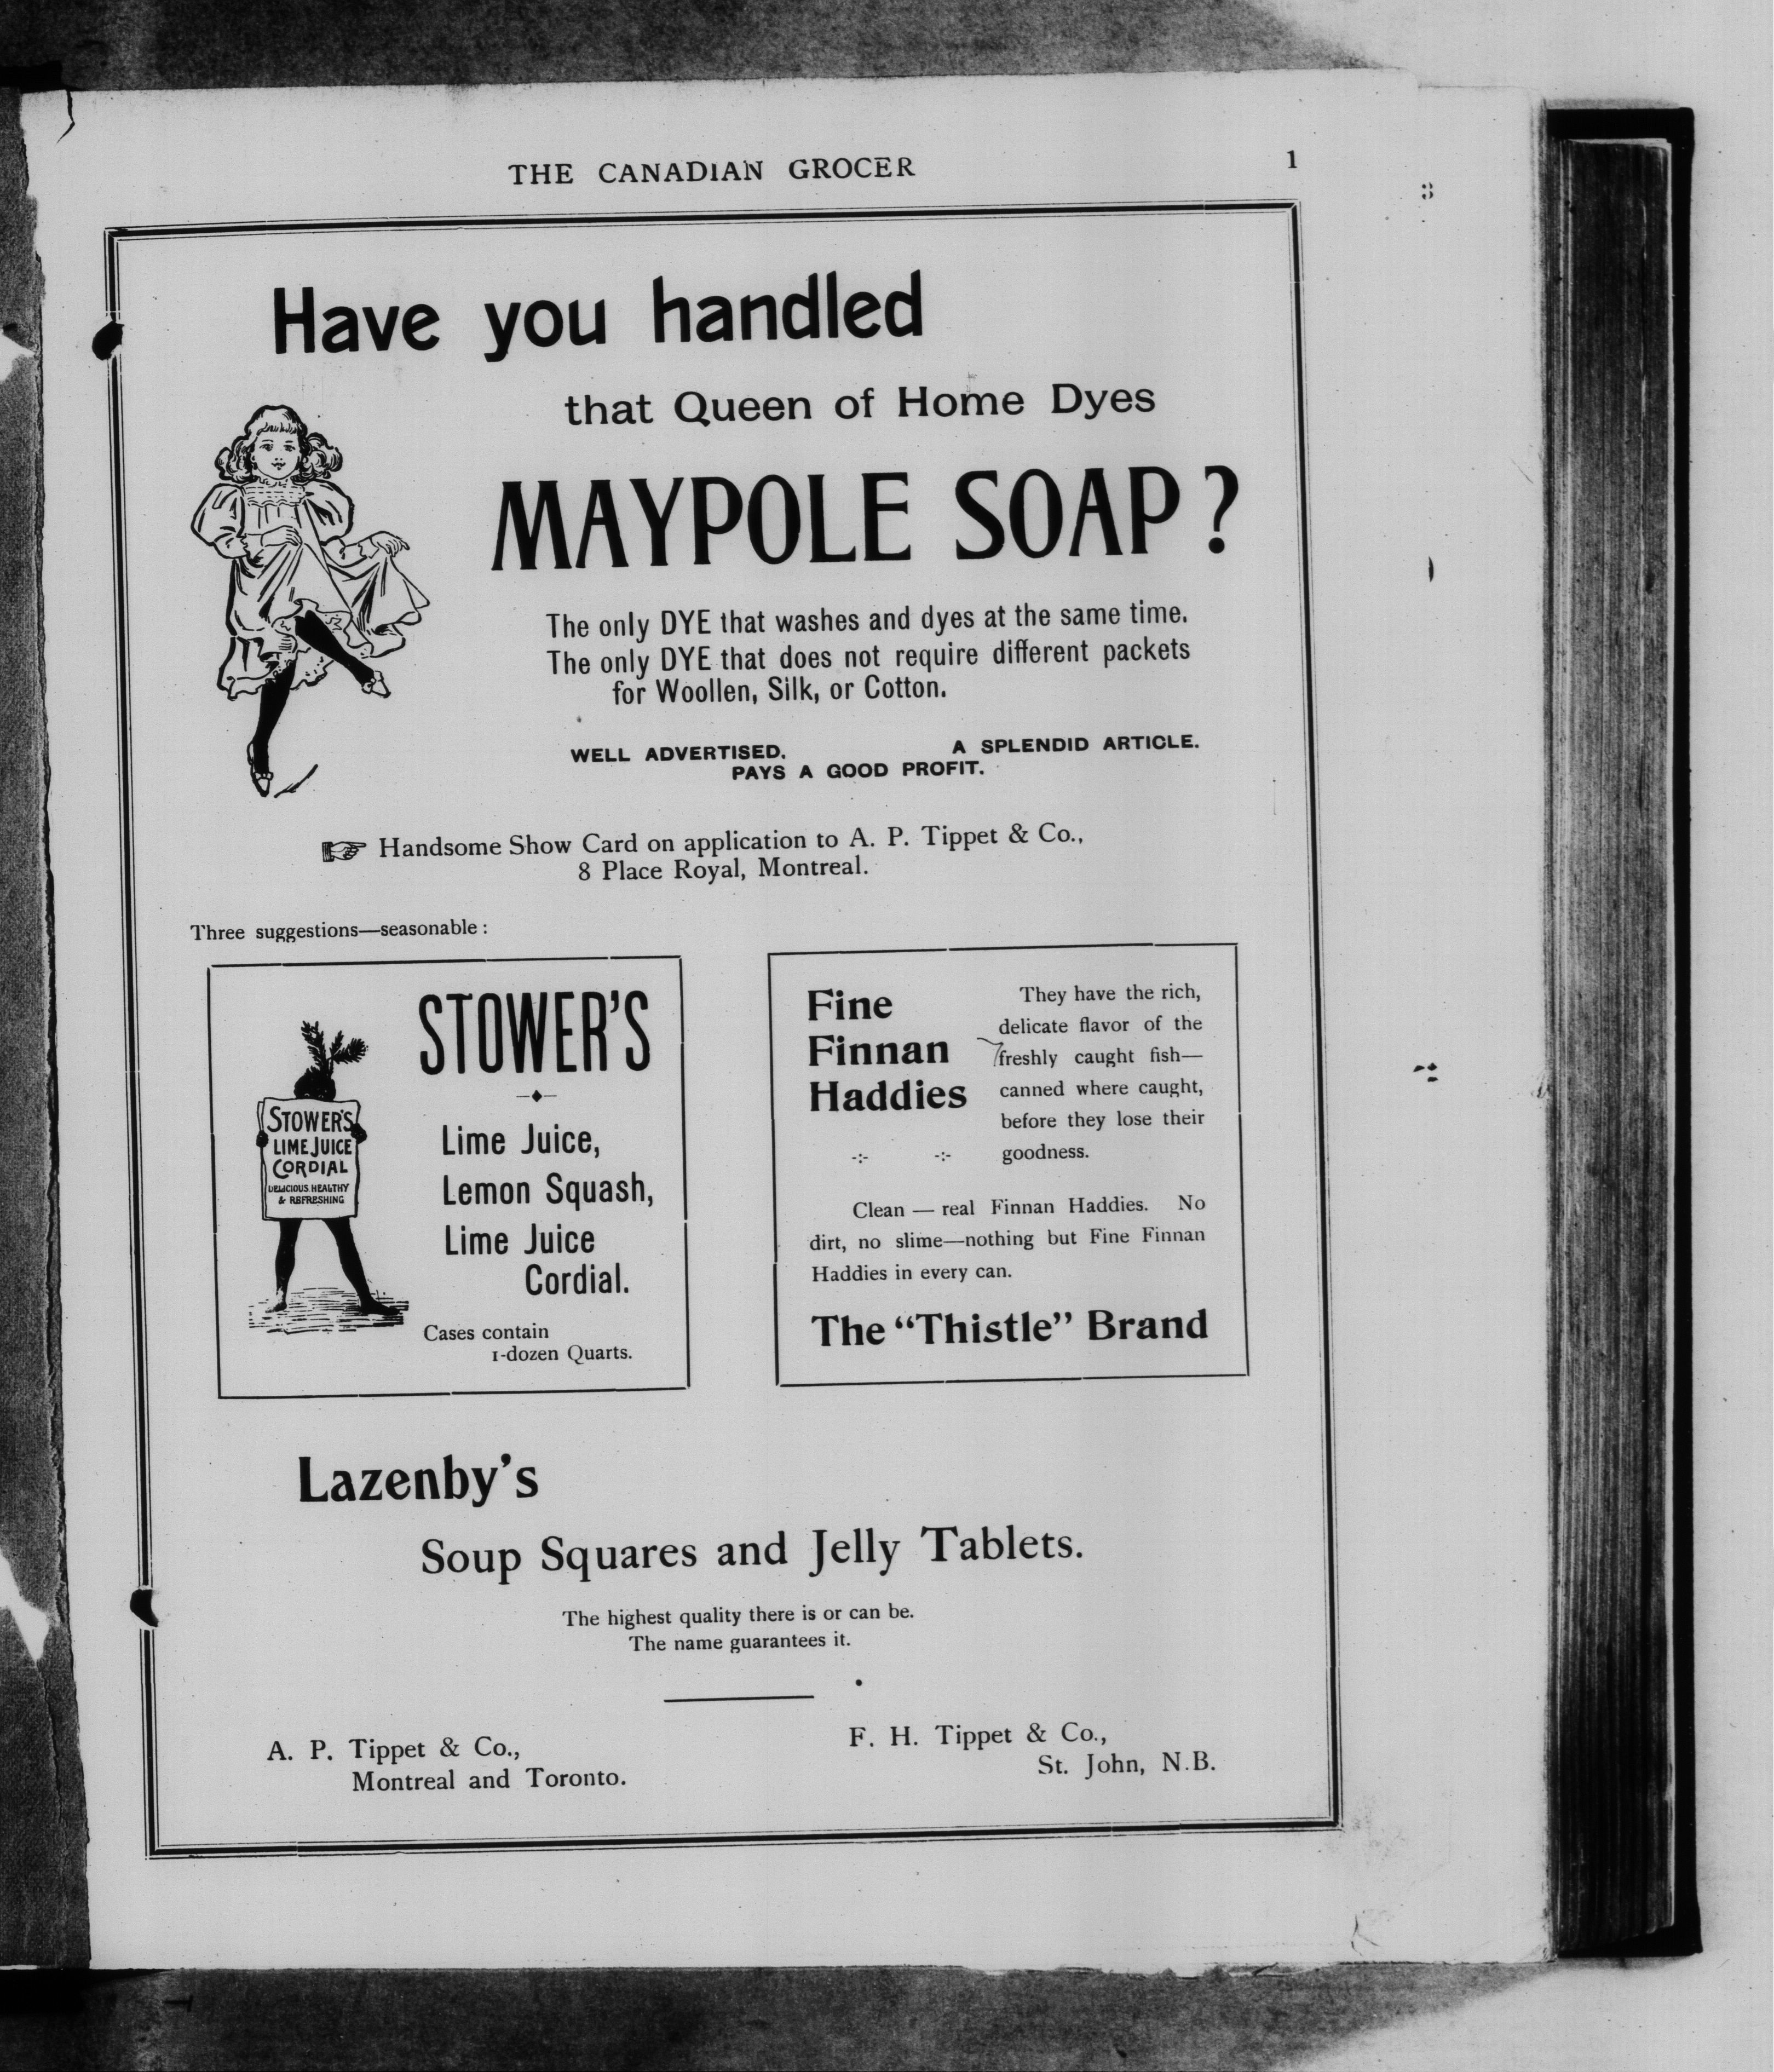 THE CANADIAN GROCER
1
Have you handled
that Queen of Home Dyes
MAYPOLE SOAP?
The only DYE that washes and dyes at the same time.
The only DYE that does not require different packets
for Woollen, Silk, or Cotton.
WELL ADVERTISED. A SPLENDID ARTICLE.
PAYS A GOOD PROFIT.
Handsome Show Card on application to A. P. Tippet & Co.,
8 Place Royal, Montreal.
Three suggestions—seasonable:
STOWER'S
STOWER'S
LIME JUICE
CORDIAL
DELICIOUS HEALTHY
& REFRESHING
Lime Juice,
Lemon Squash,
Lime Juice
Cordial.
Cases contain
1-dozen Quarts.
Fine
Finnan
Haddies
They have the rich,
delicate flavor of the
freshly caught fish—
canned where caught,
before they lose their
goodness.
Clean — real Finnan Haddies. No
dirt, no slime—nothing but Fine Finnan
Haddies in every can.
The "Thistle" Brand
Lazenby's
Soup Squares and Jelly Tablets.
The highest quality there is or can be.
The name guarantees it.
A. P. Tippet & Co.,
Montreal and Toronto.
F. H. Tippet & Co.,
St. John, N.B.